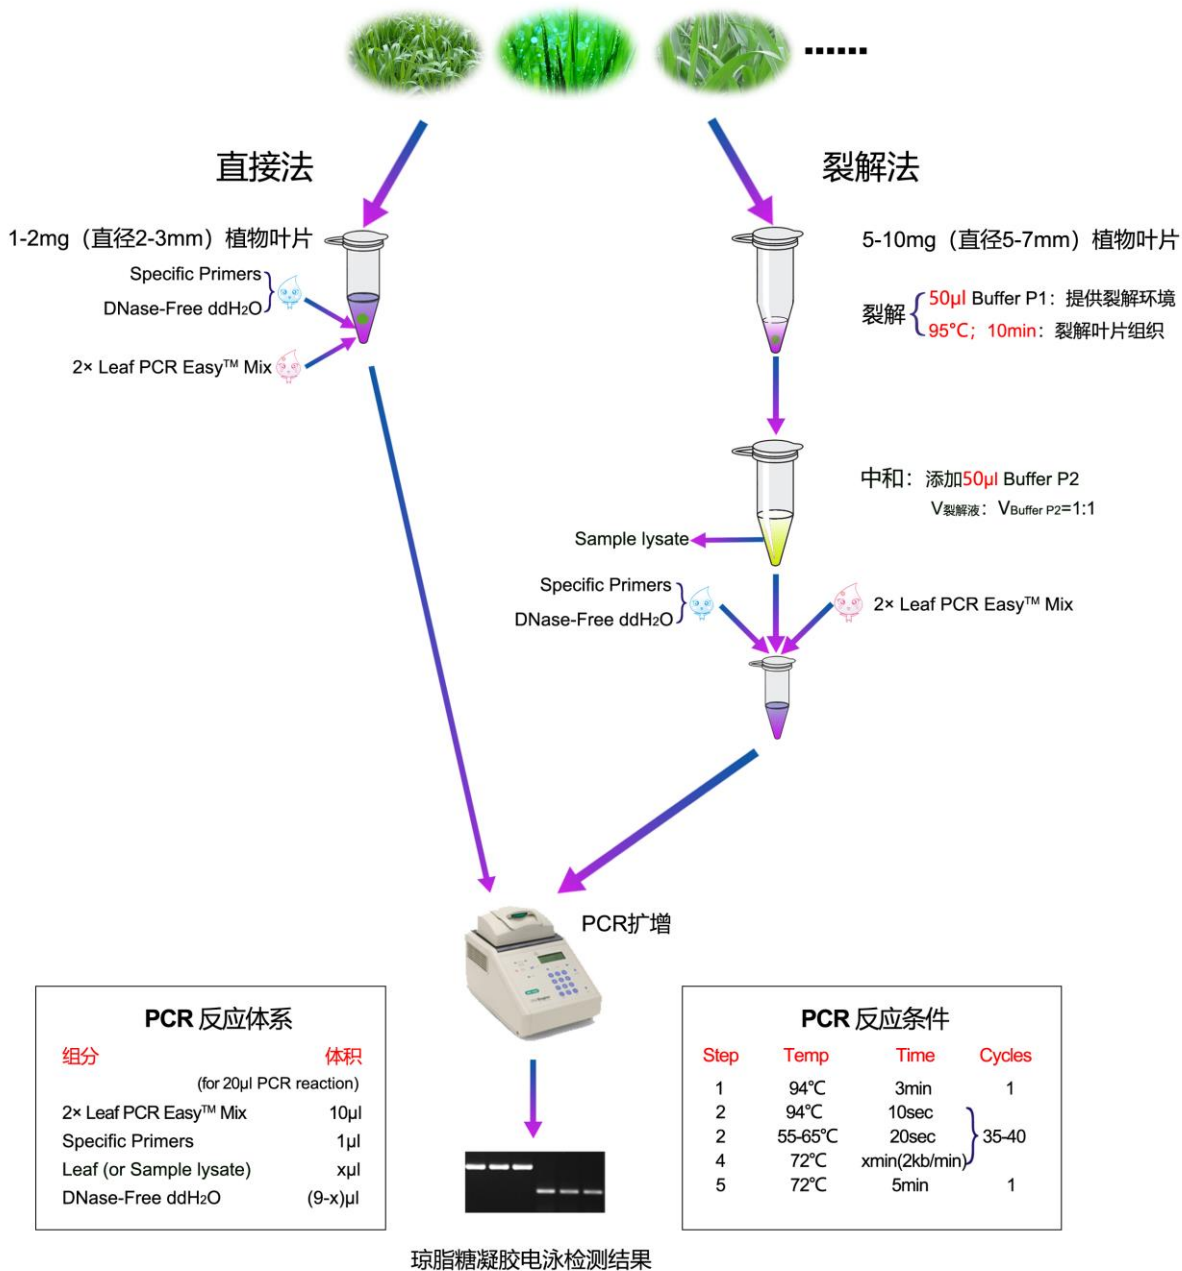 ......
直接法
裂解法
1-2mg（直径2-3mm）植物叶片
Specific Primers
DNase-Free ddH2O
2× Leaf PCR Easy™ Mix
5-10mg（直径5-7mm）植物叶片
裂解
50μl Buffer P1：提供裂解环境
95℃；10min：裂解叶片组织
中和：添加50μl Buffer P2
V裂解液：VBuffer P2=1:1
Sample lysate
Specific Primers
DNase-Free ddH2O
2× Leaf PCR Easy™ Mix
PCR扩增
PCR 反应体系
组分 体积
(for 20μl PCR reaction)
2× Leaf PCR Easy™ Mix 10μl
Specific Primers 1μl
Leaf (or Sample lysate) xμl
DNase-Free ddH2O (9-x)μl
PCR 反应条件
Step Temp Time Cycles
1 94℃ 3min 1
2 94℃ 10sec
2 55-65℃ 20sec 35-40
4 72℃ xmin(2kb/min)
5 72℃ 5min 1
琼脂糖凝胶电泳检测结果